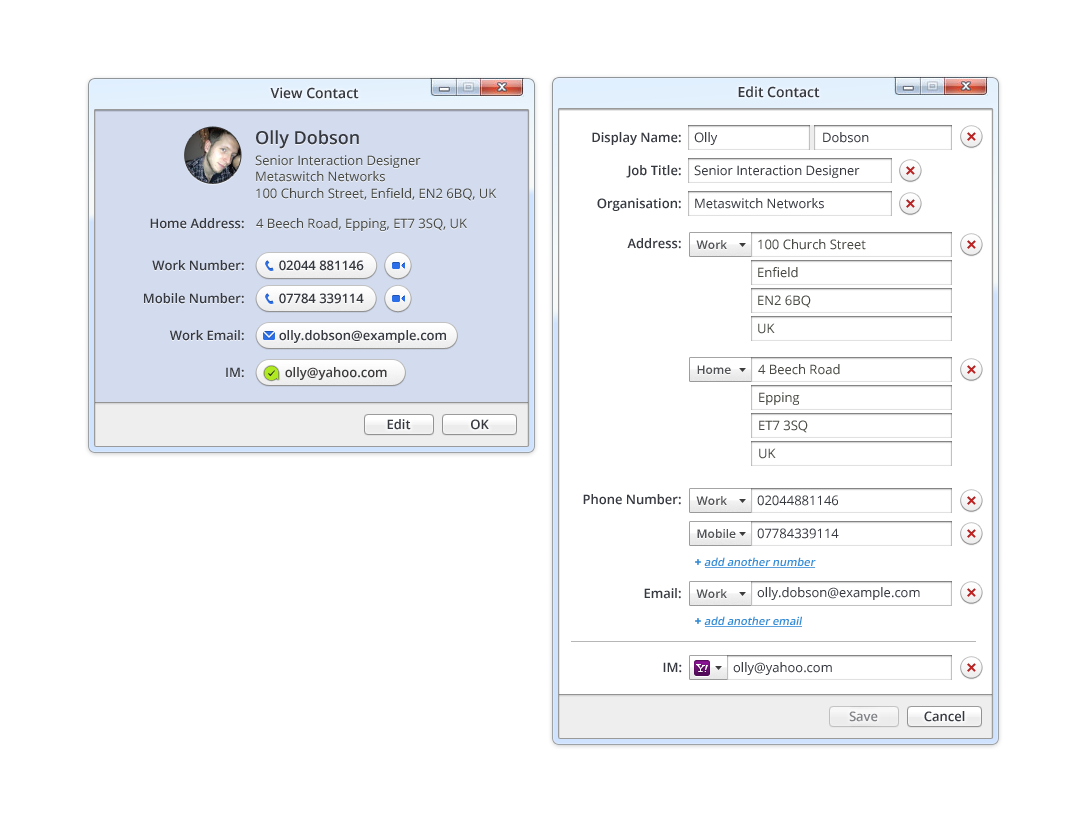 View Contact
Olly Dobson
Senior Interaction Designer
Metaswitch Networks
100 Church Street, Enfield, EN2 6BQ, UK
Home Address: 4 Beech Road, Epping, ET7 3SQ, UK
Work Number: 02044 881146
Mobile Number: 07784 339114
Work Email: olly.dobson@example.com
IM: olly@yahoo.com
Edit OK
Edit Contact
Display Name: Olly Dobson
Job Title: Senior Interaction Designer
Organisation: Metaswitch Networks
Address: Work 100 Church Street
Enfield
EN2 6BQ
UK
Home 4 Beech Road
Epping
ET7 3SQ
UK
Phone Number: Work 02044881146
Mobile 07784339114
+ add another number
Email: Work olly.dobson@example.com
+ add another email
IM: Y! olly@yahoo.com
Save Cancel